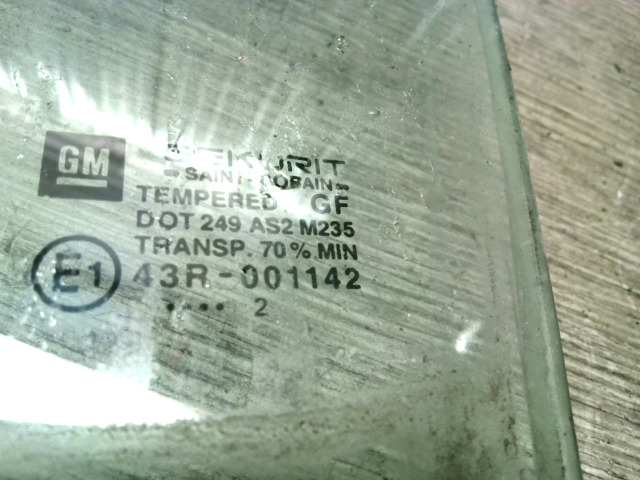 GM
SEKURIT
SAINT-GOBAIN
TEMPERED GF
DOT 249 AS2 M235
TRANSP. 70% MIN
E1 43R-001142
.... 2